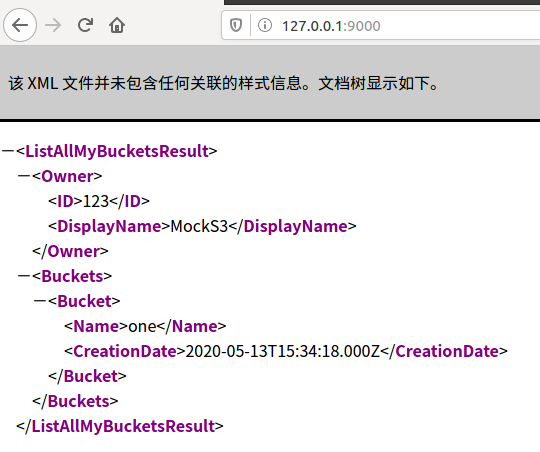 127.0.0.1:9000
该 XML 文件并未包含任何关联的样式信息。文档树显示如下。
－<ListAllMyBucketsResult>
－<Owner>
<ID>123</ID>
<DisplayName>MockS3</DisplayName>
</Owner>
－<Buckets>
－<Bucket>
<Name>one</Name>
<CreationDate>2020-05-13T15:34:18.000Z</CreationDate>
</Bucket>
</Buckets>
</ListAllMyBucketsResult>